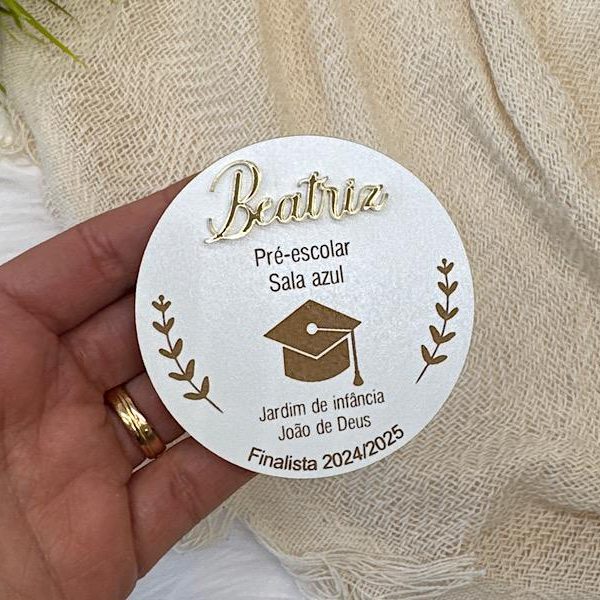 Beatriz
Pré-escolar
Sala azul
Jardim de infância
João de Deus
Finalista 2024/2025